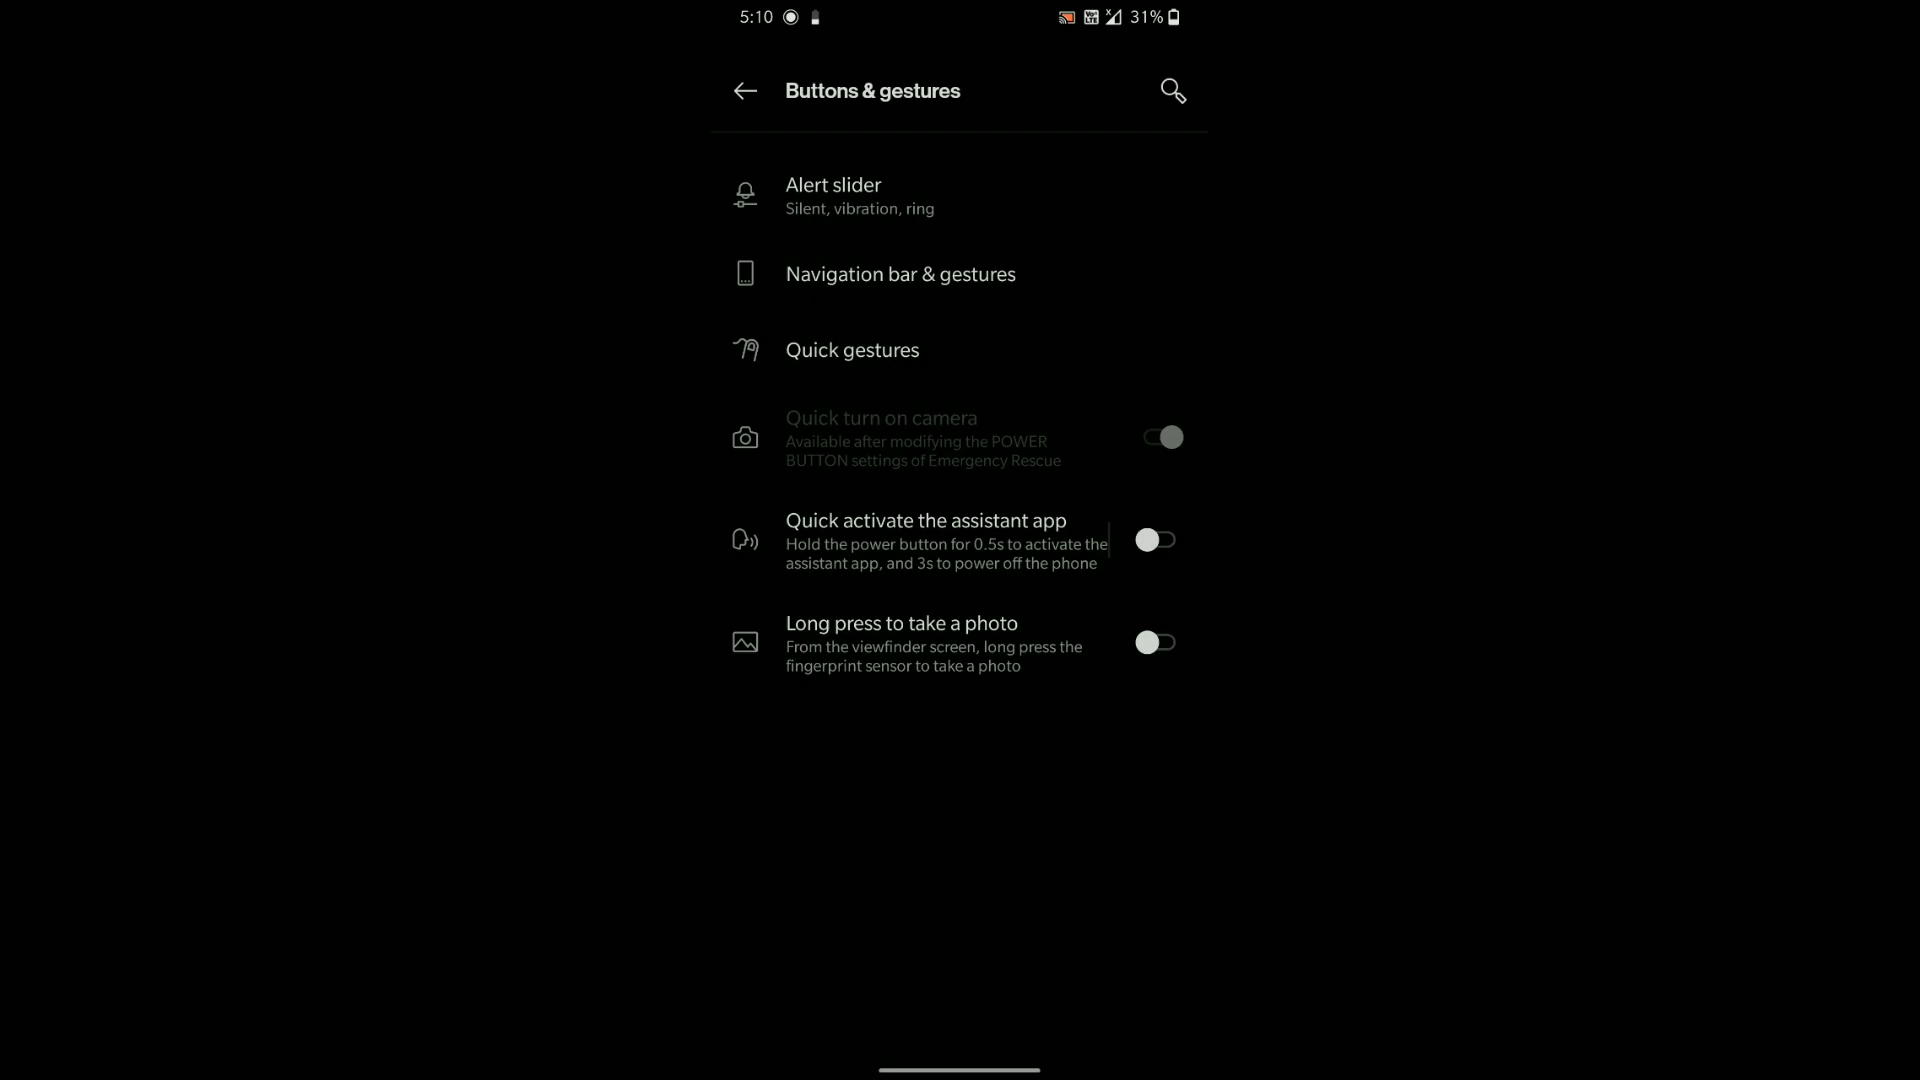 5:10 31%
Buttons & gestures
Alert slider
Silent, vibration, ring
Navigation bar & gestures
Quick gestures
Quick turn on camera
Available after modifying the POWER
BUTTON settings of Emergency Rescue
Quick activate the assistant app
Hold the power button for 0.5s to activate the
assistant app, and 3s to power off the phone
Long press to take a photo
From the viewfinder screen, long press the
fingerprint sensor to take a photo